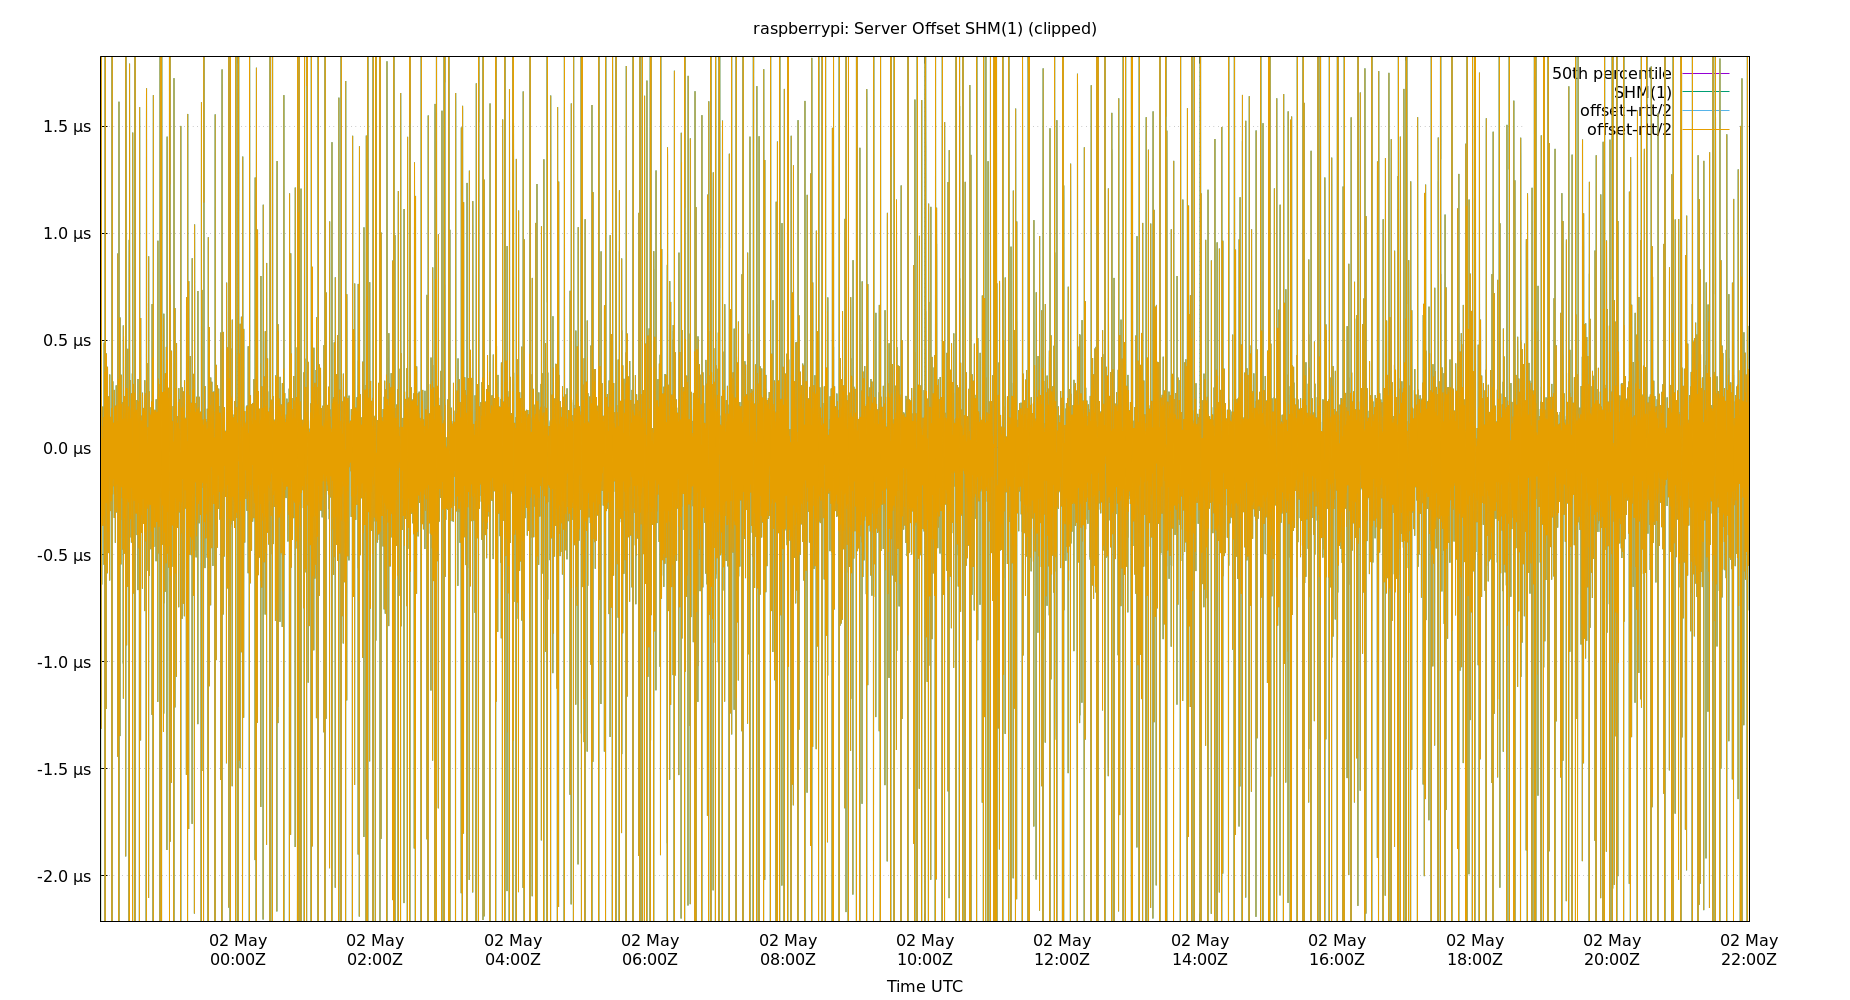 raspberrypi: Server Offset SHM(1) (clipped)
50th percentile
SHM(1)
offset+rtt/2
offset-rtt/2
1.5 µs
1.0 µs
0.5 µs
0.0 µs
-0.5 µs
-1.0 µs
-1.5 µs
-2.0 µs
02 May 02 May 02 May 02 May 02 May 02 May 02 May 02 May 02 May 02 May 02 May 02 May
00:00Z 02:00Z 04:00Z 06:00Z 08:00Z 10:00Z 12:00Z 14:00Z 16:00Z 18:00Z 20:00Z 22:00Z
Time UTC